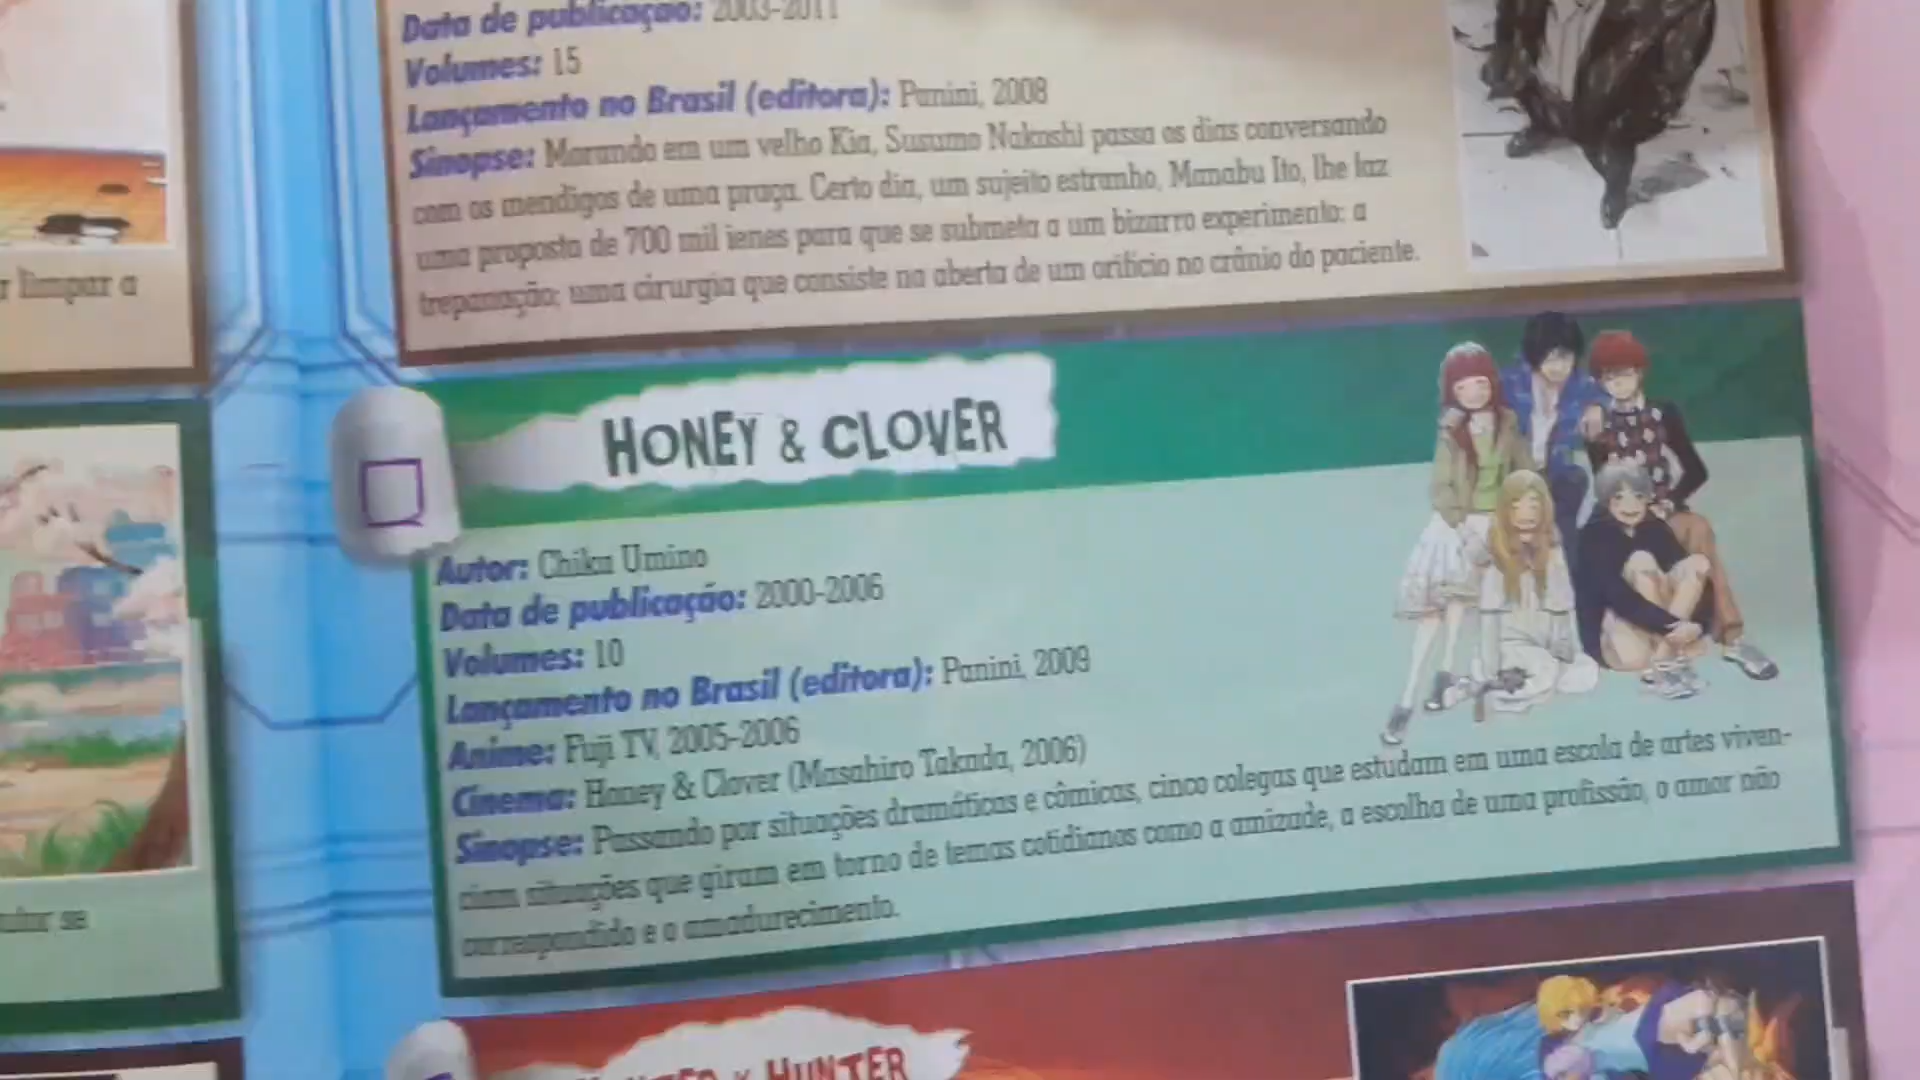 Data de publicação: 2003-2011
Volumes: 15
Lançamento no Brasil (editora): Panini, 2008
Sinopse: Morando em um velho Kia, Susumo Nakoshi passa os dias conversando
com os mendigos de uma praça. Certo dia, um sujeito estranho, Manabu Ito, lhe faz
uma proposta de 700 mil ienes para que se submeta a um bizarro experimento: a
trepanação; uma cirurgia que consiste na aberta de um orifício no crânio do paciente.
r limpar a
HONEY & CLOVER
Autor: Chika Umino
Data de publicação: 2000-2006
Volumes: 10
Lançamento no Brasil (editora): Panini, 2009
Anime: Fuji TV, 2005-2006
Cinema: Honey & Clover (Masahiro Takada, 2006)
Sinopse: Passando por situações dramáticas e cômicas, cinco colegas que estudam em uma escola de artes viven-
ciam situações que giram em torno de temas cotidianos como a amizade, a escolha de uma profissão, o amor não
correspondido e o amadurecimento.
se
HUNTER X HUNTER